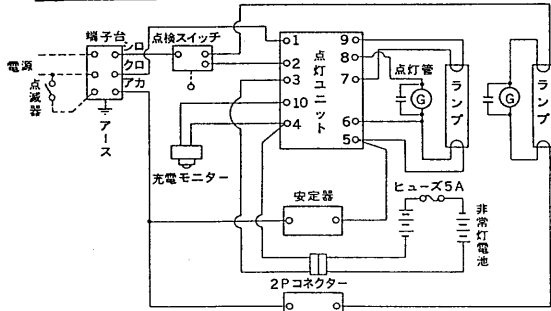 端子台
シロ
クロ
アカ
点検スイッチ
電源
点滅器
アース
充電モニター
点灯ユニット
1
2
3
10
4
9
8
7
6
5
点灯管
G
ランプ
G
ランプ
安定器
ヒューズ5A
非常灯電池
2Pコネクター